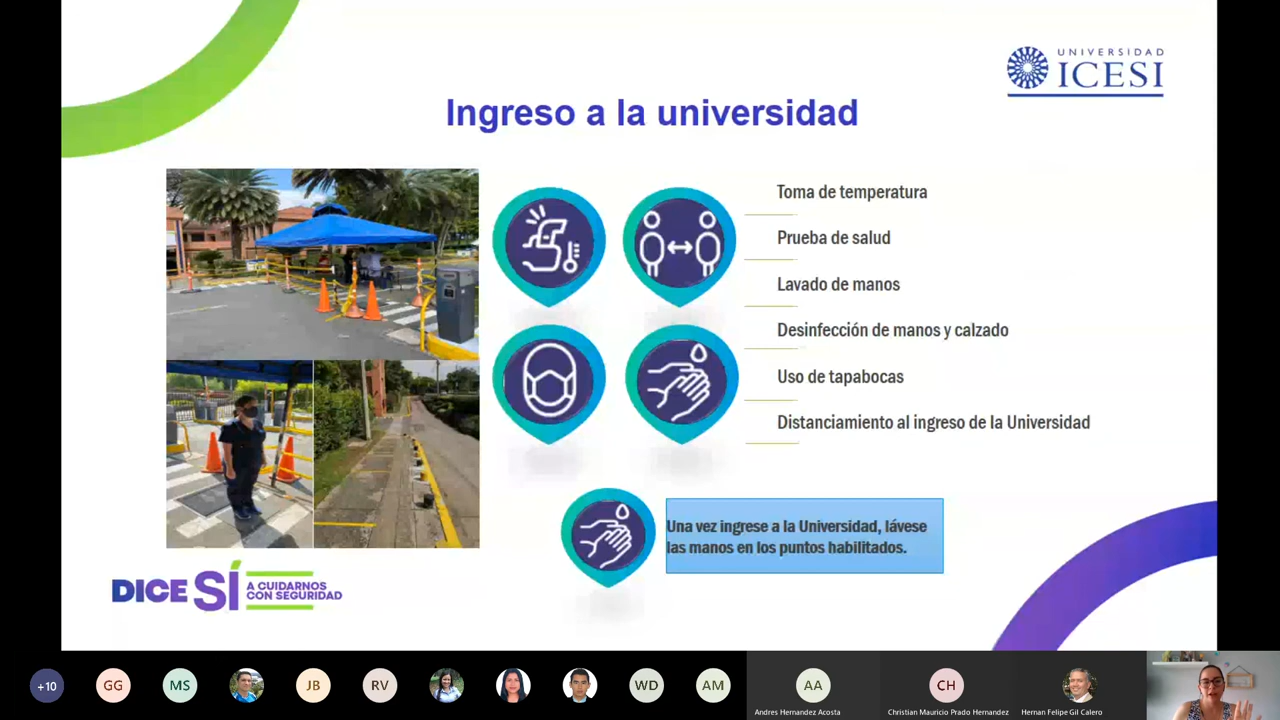 UNIVERSIDAD
ICESI
Ingreso a la universidad
Toma de temperatura
Prueba de salud
Lavado de manos
Desinfección de manos y calzado
Uso de tapabocas
Distanciamiento al ingreso de la Universidad
Una vez ingrese a la Universidad, lávese
las manos en los puntos habilitados.
DICE SÍ A CUIDARNOS
CON SEGURIDAD
+10
GG
MS
JB
RV
WD
AM
AA
CH
Andres Hernandez Acosta
Christian Mauricio Prado Hernandez
Hernan Felipe Gil Calero